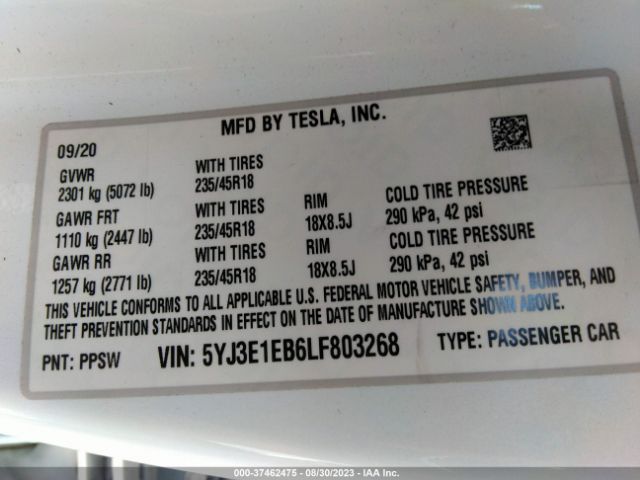 MFD BY TESLA, INC.
09/20
GVWR WITH TIRES
2301 kg (5072 lb) 235/45R18 RIM COLD TIRE PRESSURE
GAWR FRT WITH TIRES 18X8.5J 290 kPa, 42 psi
1110 kg (2447 lb) 235/45R18 RIM COLD TIRE PRESSURE
GAWR RR WITH TIRES 18X8.5J 290 kPa, 42 psi
1257 kg (2771 lb) 235/45R18
THIS VEHICLE CONFORMS TO ALL APPLICABLE U.S. FEDERAL MOTOR VEHICLE SAFETY, BUMPER, AND
THEFT PREVENTION STANDARDS IN EFFECT ON THE DATE OF MANUFACTURE SHOWN ABOVE.
PNT: PPSW VIN: 5YJ3E1EB6LF803268 TYPE: PASSENGER CAR
000-37462475 - 08/30/2023 - IAA Inc.